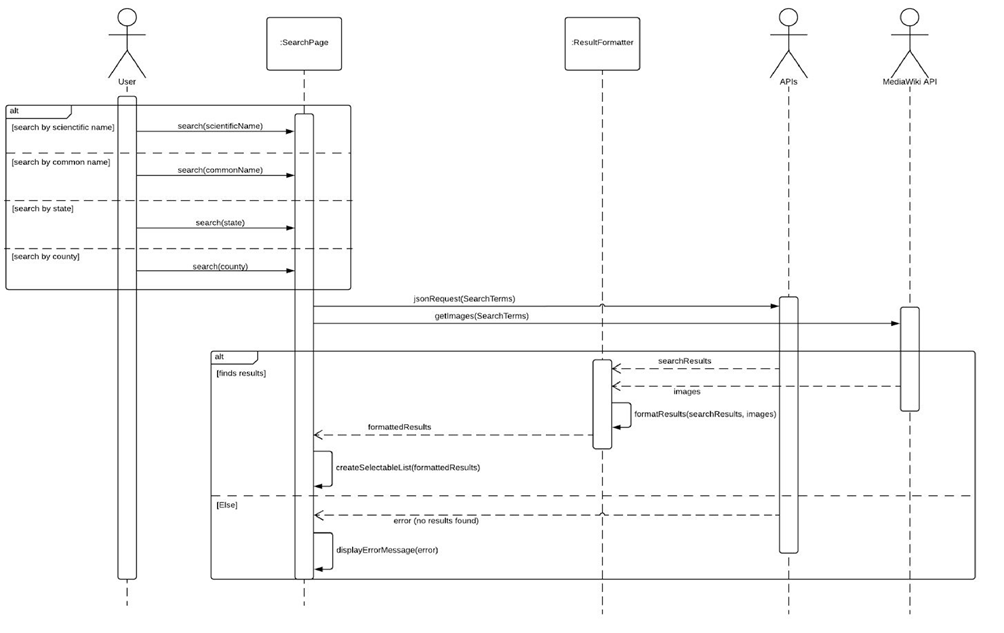 User
:SearchPage
:ResultFormatter
APIs
MediaWiki API
alt
[search by scienctific name]
search(scientificName)
[search by common name]
search(commonName)
[search by state]
search(state)
[search by county]
search(county)
jsonRequest(SearchTerms)
getImages(SearchTerms)
alt
[finds results]
searchResults
images
formatResults(searchResults, images)
formattedResults
createSelectableList(formattedResults)
[Else]
error (no results found)
displayErrorMessage(error)